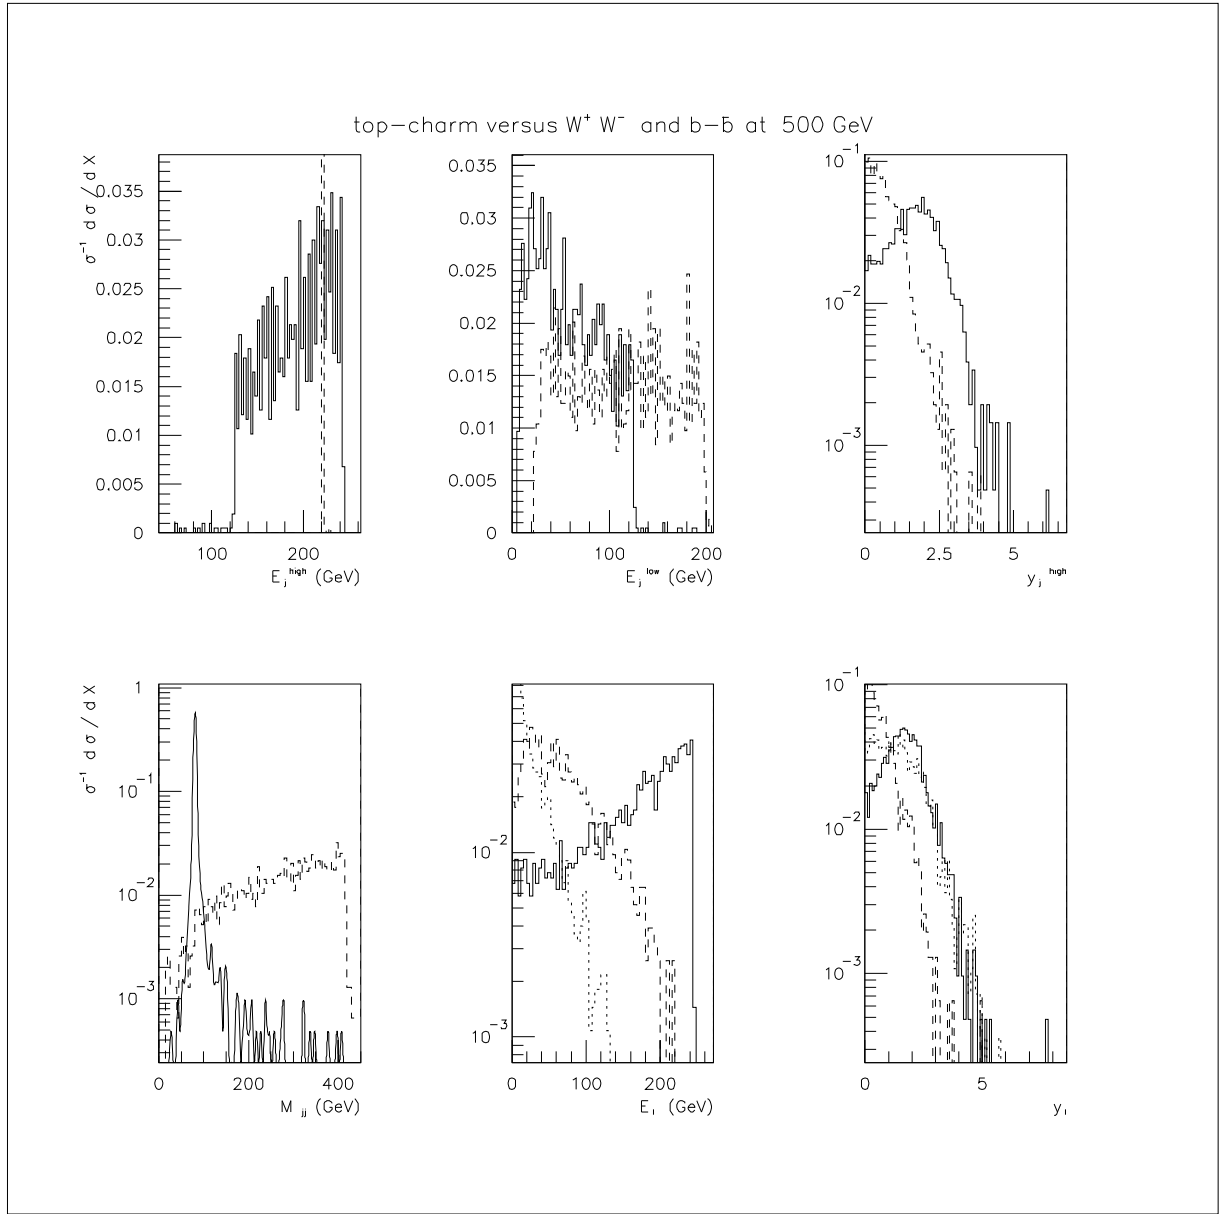 top−charm versus W⁺ W⁻ and b−b̄ at 500 GeV
σ⁻¹ d σ / d X
0.035
0.03
0.025
0.02
0.015
0.01
0.005
0
100 200
E_j^high (GeV)
0.035
0.03
0.025
0.02
0.015
0.01
0.005
0
0 50 100 150 200
E_j^low (GeV)
10⁻¹
10⁻²
10⁻³
0 2.5 5
y_j^high
σ⁻¹ d σ / d X
1
10⁻¹
10⁻²
10⁻³
0 200 400
M_jj (GeV)
10⁻²
10⁻³
0 100 200
E_l (GeV)
10⁻¹
10⁻²
10⁻³
0 5
y_l